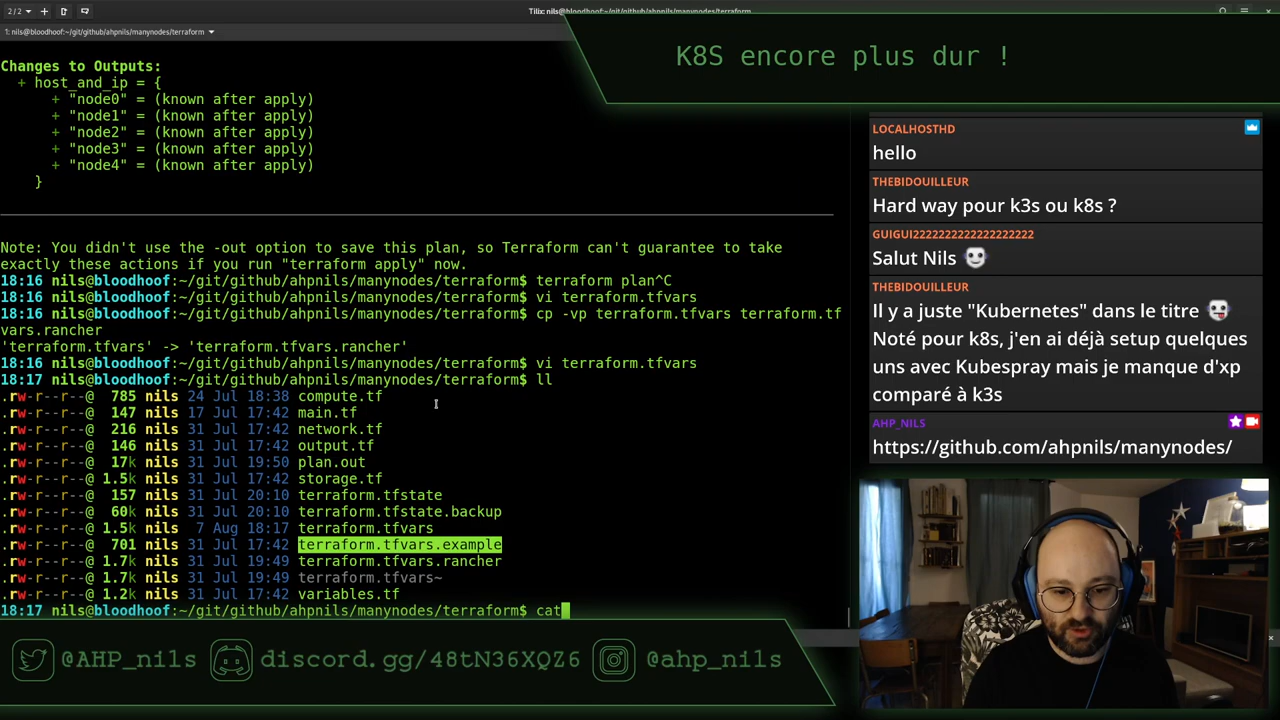 2/2
Tilix: nils@bloodhoof:~/git/github/ahpnils/manynodes/terraform
1: nils@bloodhoof:~/git/github/ahpnils/manynodes/terraform
K8S encore plus dur !
Changes to Outputs:
  + host_and_ip = {
      + "node0" = (known after apply)
      + "node1" = (known after apply)
      + "node2" = (known after apply)
      + "node3" = (known after apply)
      + "node4" = (known after apply)
    }
Note: You didn't use the -out option to save this plan, so Terraform can't guarantee to take
exactly these actions if you run "terraform apply" now.
18:16 nils@bloodhoof:~/git/github/ahpnils/manynodes/terraform$ terraform plan^C
18:16 nils@bloodhoof:~/git/github/ahpnils/manynodes/terraform$ vi terraform.tfvars
18:16 nils@bloodhoof:~/git/github/ahpnils/manynodes/terraform$ cp -vp terraform.tfvars terraform.tf
vars.rancher
'terraform.tfvars' -> 'terraform.tfvars.rancher'
18:16 nils@bloodhoof:~/git/github/ahpnils/manynodes/terraform$ vi terraform.tfvars
18:17 nils@bloodhoof:~/git/github/ahpnils/manynodes/terraform$ ll
.rw-r--r--@  785 nils 24 Jul 18:38 compute.tf
.rw-r--r--@  147 nils 17 Jul 17:42 main.tf
.rw-r--r--@  216 nils 31 Jul 17:42 network.tf
.rw-r--r--@  146 nils 31 Jul 17:42 output.tf
.rw-r--r--@  17k nils 31 Jul 19:50 plan.out
.rw-r--r--@ 1.5k nils 31 Jul 17:42 storage.tf
.rw-r--r--@  157 nils 31 Jul 20:10 terraform.tfstate
.rw-r--r--@  60k nils 31 Jul 20:10 terraform.tfstate.backup
.rw-r--r--@ 1.5k nils  7 Aug 18:17 terraform.tfvars
.rw-r--r--@  701 nils 31 Jul 17:42 terraform.tfvars.example
.rw-r--r--@ 1.7k nils 31 Jul 19:49 terraform.tfvars.rancher
.rw-r--r--@ 1.7k nils 31 Jul 19:49 terraform.tfvars~
.rw-r--r--@ 1.2k nils 31 Jul 17:42 variables.tf
18:17 nils@bloodhoof:~/git/github/ahpnils/manynodes/terraform$ cat
LOCALHOSTHD
hello
THEBIDOUILLEUR
Hard way pour k3s ou k8s ?
GUIGUI2222222222222222222
Salut Nils
THEBIDOUILLEUR
Il y a juste "Kubernetes" dans le titre
Noté pour k8s, j'en ai déjà setup quelques
uns avec Kubespray mais je manque d'xp
comparé à k3s
AHP_NILS
https://github.com/ahpnils/manynodes/
@AHP_nils
discord.gg/48tN36XQZ6
@ahp_nils